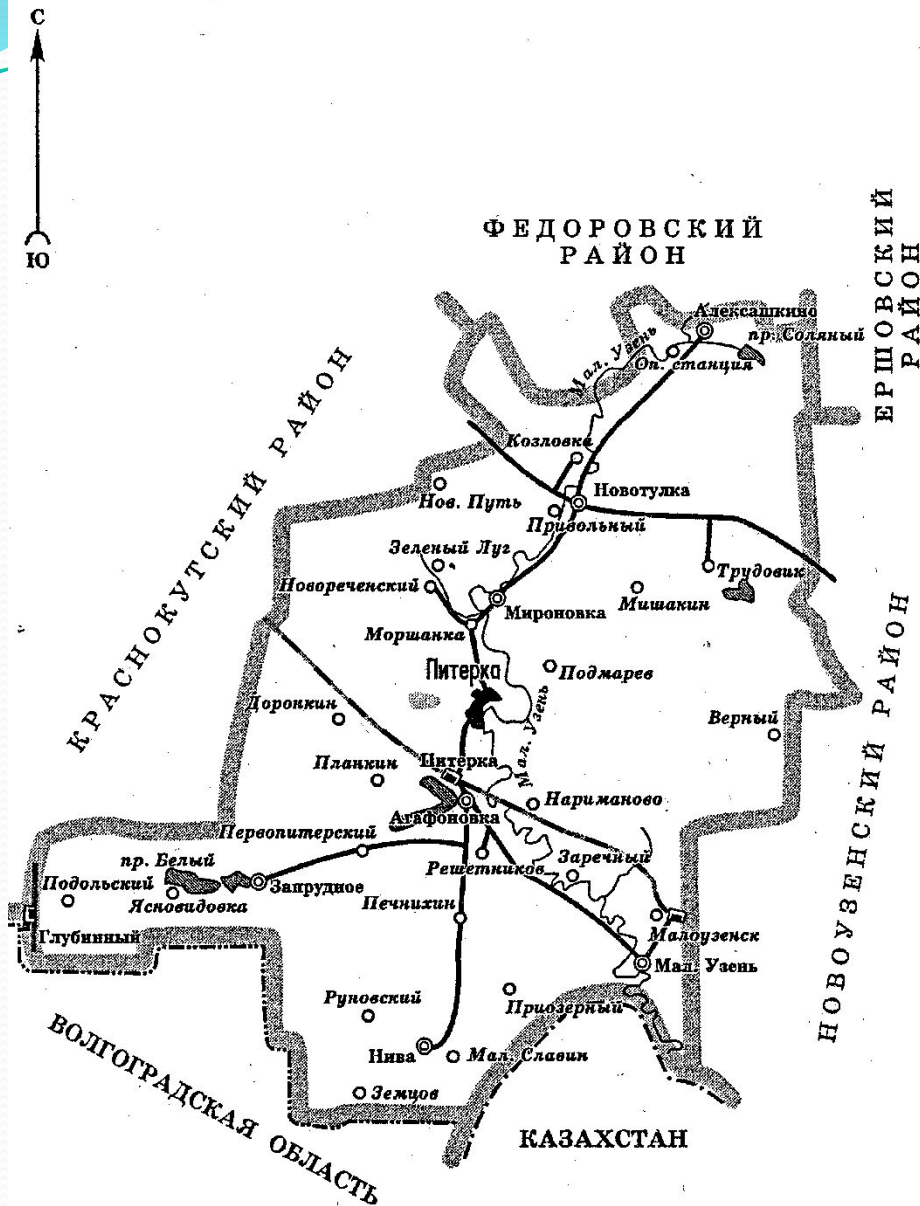 С
Ю
ФЕДОРОВСКИЙ
РАЙОН
ЕРШОВСКИЙ
РАЙОН
КРАСНОКУТСКИЙ РАЙОН
Алексашкино
пр. Соляный
Мал. Узень
Оп. станция
Козловка
Новотулка
Нов. Путь
Привольный
Зеленый Луг
Новореченский
Трудовик
Мишакин
Мироновка
Моршанка
Питерка
Подмарев
Доронкин
Мал. Узень
Верный
Питерка
Планкин
Нариманово
Агафоновка
Первопитерский
НОВОУЗЕНСКИЙ РАЙОН
пр. Белый
Решетников
Заречный
Подольский
Запрудное
Ясновидовка
Печнихин
Глубинный
Малоузенск
Мал. Узень
Руновский
Приозерный
Нива
Мал. Славин
Земцов
ВОЛГОГРАДСКАЯ ОБЛАСТЬ
КАЗАХСТАН